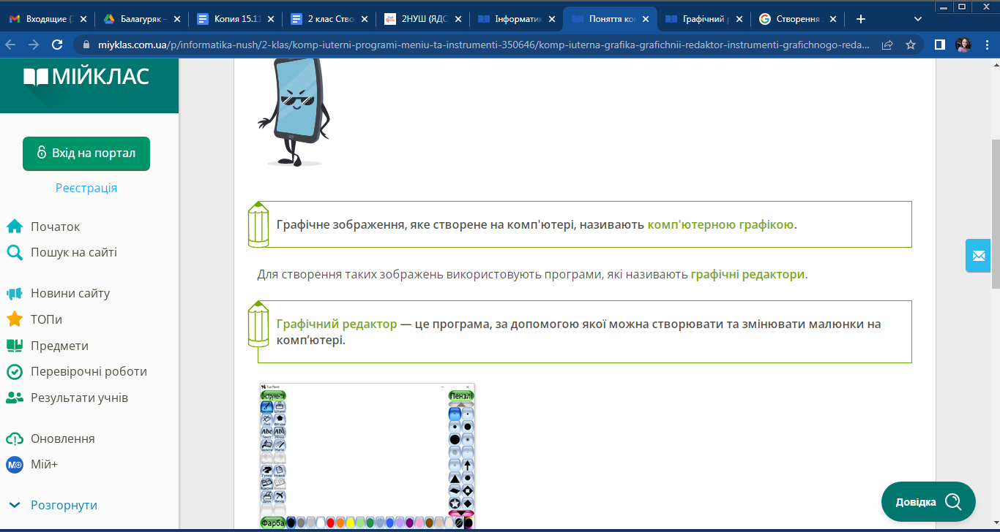 Входящие (
Балагуряк –
Копия 15.11
2 клас Ство
2НУШ (ЯДС
Інформатик
Поняття ко
Графічний
Створення
miyklas.com.ua/p/informatika-nush/2-klas/komp-iuterni-programi-meniu-ta-instrumenti-350646/komp-iuterna-grafika-grafichnii-redaktor-instrumenti-grafichnogo-reda...
МІЙКЛАС
Вхід на портал
Реєстрація
Початок
Пошук на сайті
Новини сайту
ТОПи
Предмети
Перевірочні роботи
Результати учнів
Оновлення
М
Мій+
Розгорнути
Графічне зображення, яке створене на комп'ютері, називають комп'ютерною графікою.
Для створення таких зображень використовують програми, які називають графічні редактори.
Графічний редактор — це програма, за допомогою якої можна створювати та змінювати малюнки на
комп’ютері.
Tux Paint
Інструменти
Пензлі
Abc
Текст
Фарба
Довідка